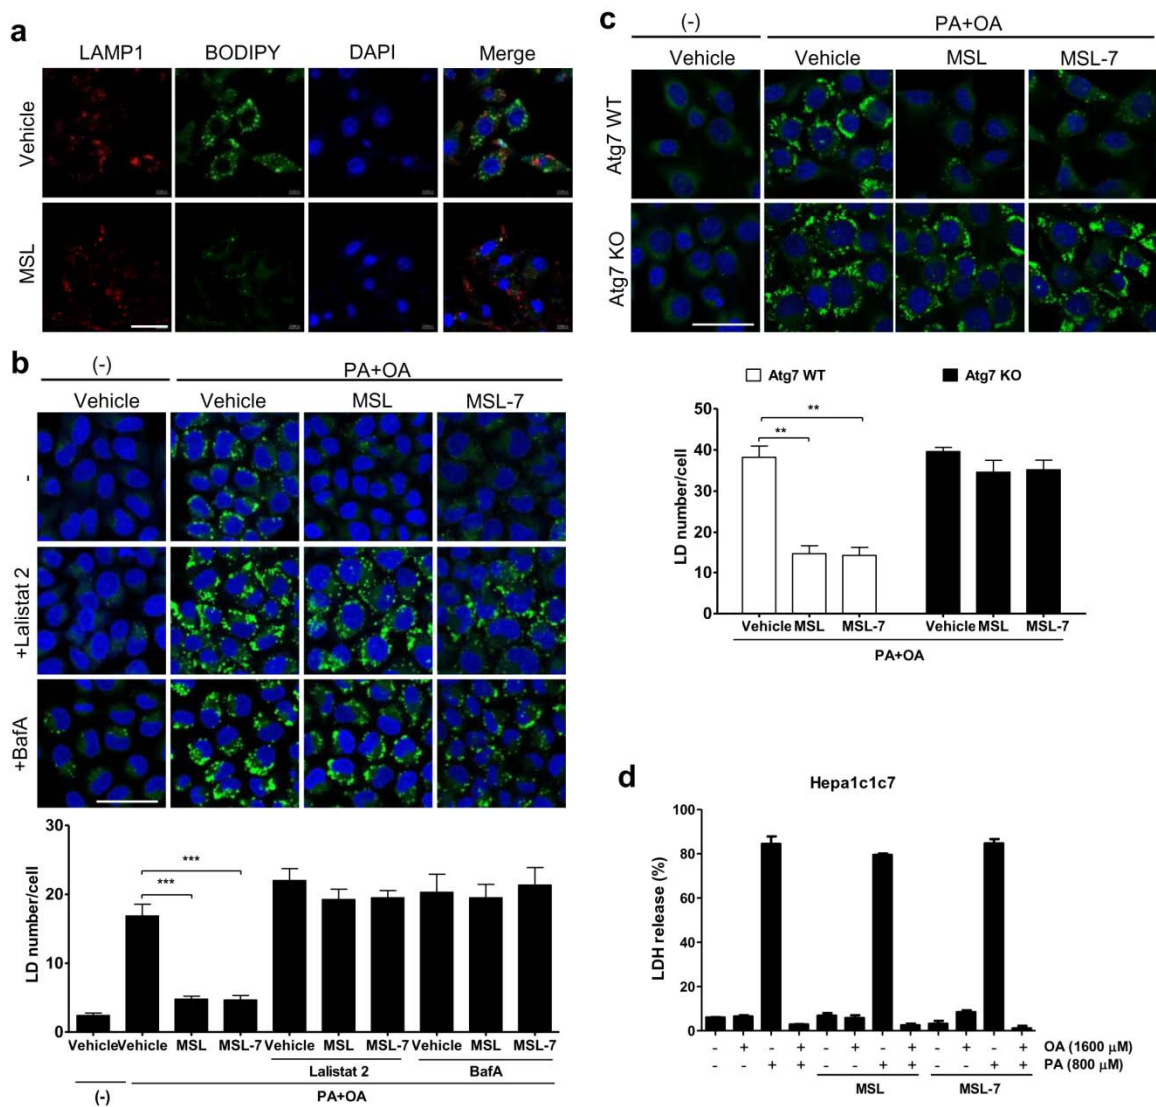 a
LAMP1 BODIPY DAPI Merge
Vehicle
MSL
b
(-) PA+OA
Vehicle Vehicle MSL MSL-7
-
+Lalistat 2
+BafA
30
20
10
0
LD number/cell
*** 
***
Vehicle Vehicle MSL MSL-7 Vehicle MSL MSL-7 Vehicle MSL MSL-7
Lalistat 2 BafA
(-) PA+OA
c
(-) PA+OA
Vehicle Vehicle MSL MSL-7
Atg7 WT
Atg7 KO
Atg7 WT Atg7 KO
50
40
30
20
10
0
LD number/cell
**
**
Vehicle MSL MSL-7 Vehicle MSL MSL-7
PA+OA
d
Hepa1c1c7
100
80
60
40
20
0
LDH release (%)
- + - + - + - + - + - + OA (1600 μM)
- - + + - - + + - - + + PA (800 μM)
MSL MSL-7